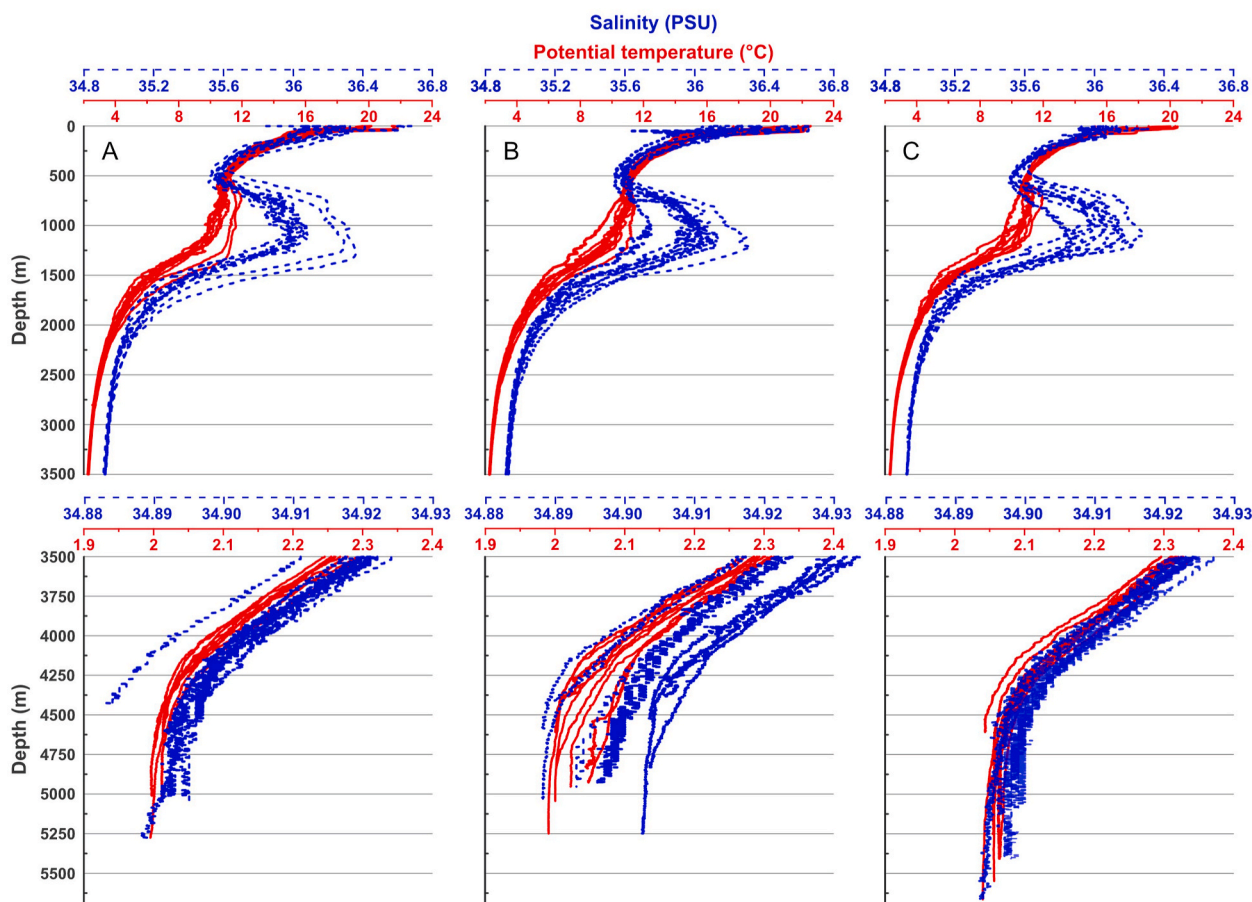 Salinity (PSU)
Potential temperature (°C)
34.8 35.2 35.6 36 36.4 36.8
4 8 12 16 20 24
34.8 35.2 35.6 36 36.4 36.8
4 8 12 16 20 24
34.8 35.2 35.6 36 36.4 36.8
4 8 12 16 20 24
A
B
C
Depth (m)
0
500
1000
1500
2000
2500
3000
3500
34.88 34.89 34.90 34.91 34.92 34.93
1.9 2 2.1 2.2 2.3 2.4
34.88 34.89 34.90 34.91 34.92 34.93
1.9 2 2.1 2.2 2.3 2.4
34.88 34.89 34.90 34.91 34.92 34.93
1.9 2 2.1 2.2 2.3 2.4
Depth (m)
3500
3750
4000
4250
4500
4750
5000
5250
5500